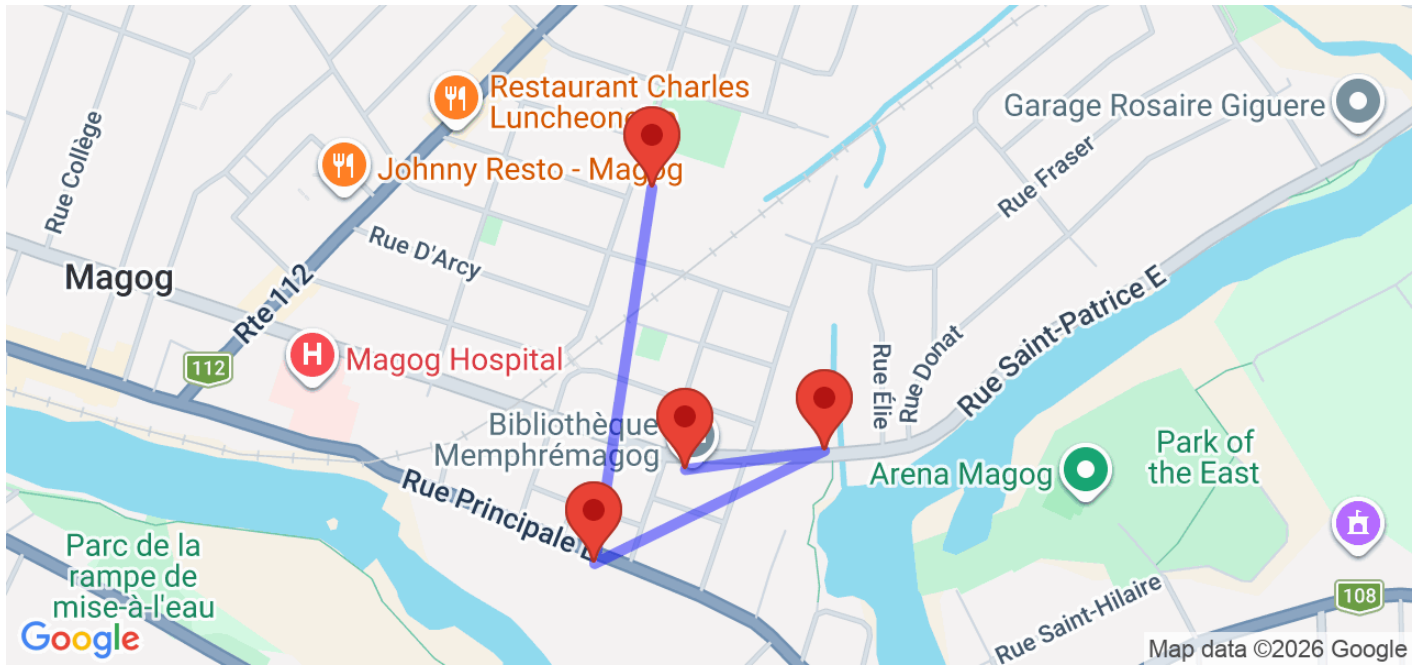 Restaurant Charles
Luncheone
Garage Rosaire Giguere
Johnny Resto - Magog
Rue Collège
Rue Fraser
Rue D'Arcy
Magog
Rte 112
112
Magog Hospital
Rue Saint-Patrice E
Rue Élie
Rue Donat
Bibliothèque
Memphrémagog
Park of
the East
Arena Magog
Rue Principale E
Parc de la
rampe de
mise-à-l'eau
108
Rue Saint-Hilaire
Google
Map data ©2026 Google